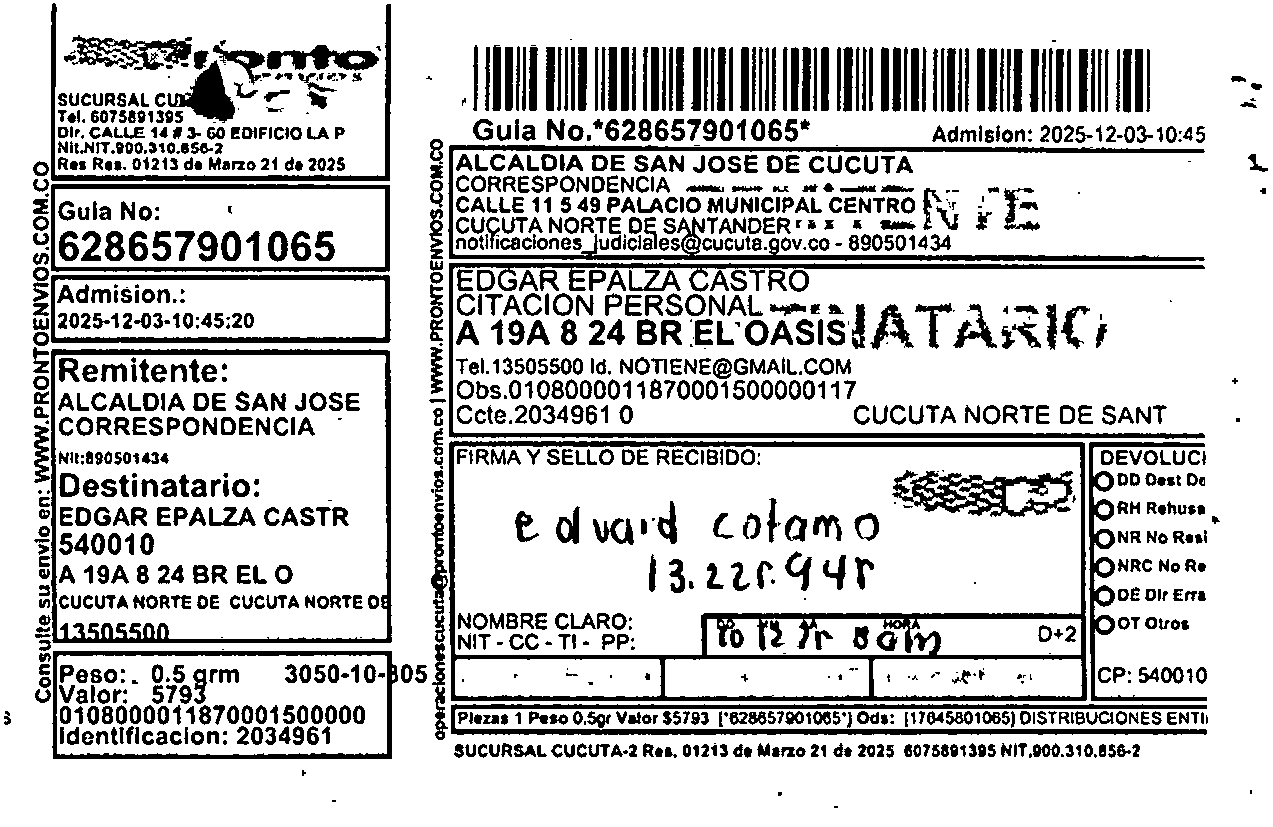 pronto
SUCURSAL CU
Tel. 6075891395
Dir. CALLE 14 # 3- 60 EDIFICIO LA P
Nit.NIT.900.310.856-2
Res Res. 01213 de Marzo 21 de 2025
Consulte su envio en: WWW.PRONTOENVIOS.COM.CO
Guia No:
628657901065
Admision.:
2025-12-03-10:45:20
Remitente:
ALCALDIA DE SAN JOSE
CORRESPONDENCIA
Nit:890501434
Destinatario:
EDGAR EPALZA CASTR
540010
A 19A 8 24 BR EL O
CUCUTA NORTE DE CUCUTA NORTE DE
13505500
Peso:. 0.5 grm 3050-10-805
Valor: 5793
0108000011870001500000
Identificacion: 2034961
operacionescucuta@prontoenvios.com.co | WWW.PRONTOENVIOS.COM.CO
Guia No.*628657901065* Admision: 2025-12-03-10:45
ALCALDIA DE SAN JOSE DE CUCUTA
CORRESPONDENCIA
CALLE 11 5 49 PALACIO MUNICIPAL CENTRO
CUCUTA NORTE DE SANTANDER
notificaciones_judiciales@cucuta.gov.co - 890501434
EDGAR EPALZA CASTRO
CITACION PERSONAL
A 19A 8 24 BR EL OASIS
Tel.13505500 Id. NOTIENE@GMAIL.COM
Obs.0108000011870001500000117
Ccte.2034961 0 CUCUTA NORTE DE SANT
FIRMA Y SELLO DE RECIBIDO:
eduard cotamo
NOMBRE CLARO:
NIT - CC - TI - PP:
HORA
10 12 8 am D+2
DEVOLUCI
DD Dest De
RH Rehusa
NR No Resi
NRC No Re
DE Dir Erra
OT Otros
CP: 540010
Piezas 1 Peso 0.5gr Valor $5793 [*628657901065*] Ods: [17645801065] DISTRIBUCIONES ENTI
SUCURSAL CUCUTA-2 Res. 01213 de Marzo 21 de 2025 6075891395 NIT.900.310.856-2